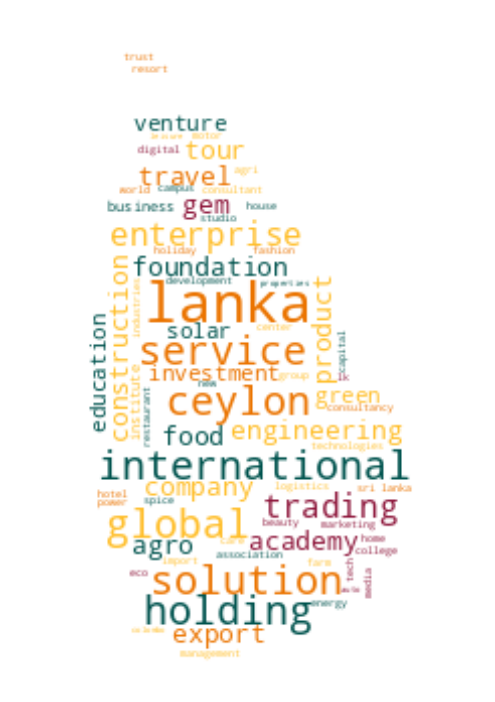 trust
resort
venture
leisure motor
digital tour
travel agri
world campus consultant
business gem house
studio
enterprise
holiday fashion
foundation
development properties
industries
construction
lanka
product
education
solar center
capital
service
investment group lk
new
institute
restaurant
ceylon green
consultancy
food engineering
technologies
international
company logistics sri lanka
hotel
power spice
trading
global beauty marketing
agro care academy home
association college
import farm
eco tech
solution media
holding energy
export
management